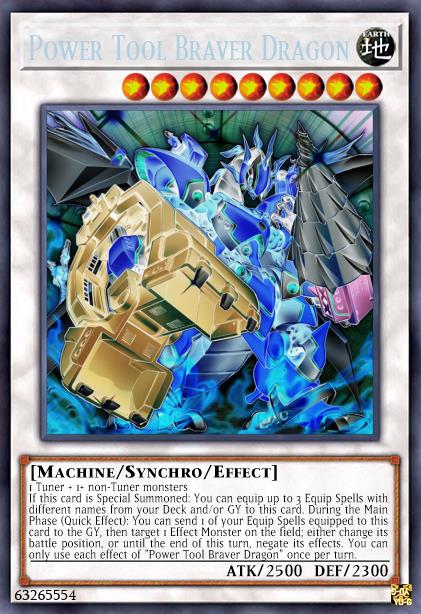 Power Tool Braver Dragon
EARTH
地
[Machine/Synchro/Effect]
1 Tuner + 1+ non-Tuner monsters
If this card is Special Summoned: You can equip up to 3 Equip Spells with
different names from your Deck and/or GY to this card. During the Main
Phase (Quick Effect): You can send 1 of your Equip Spells equipped to this card
to the GY, then target 1 Effect Monster on the field; either change its
battle position, or until the end of this turn, negate its effects. You can
only use each effect of "Power Tool Braver Dragon" once per turn.
ATK/2500 DEF/2300
63265554